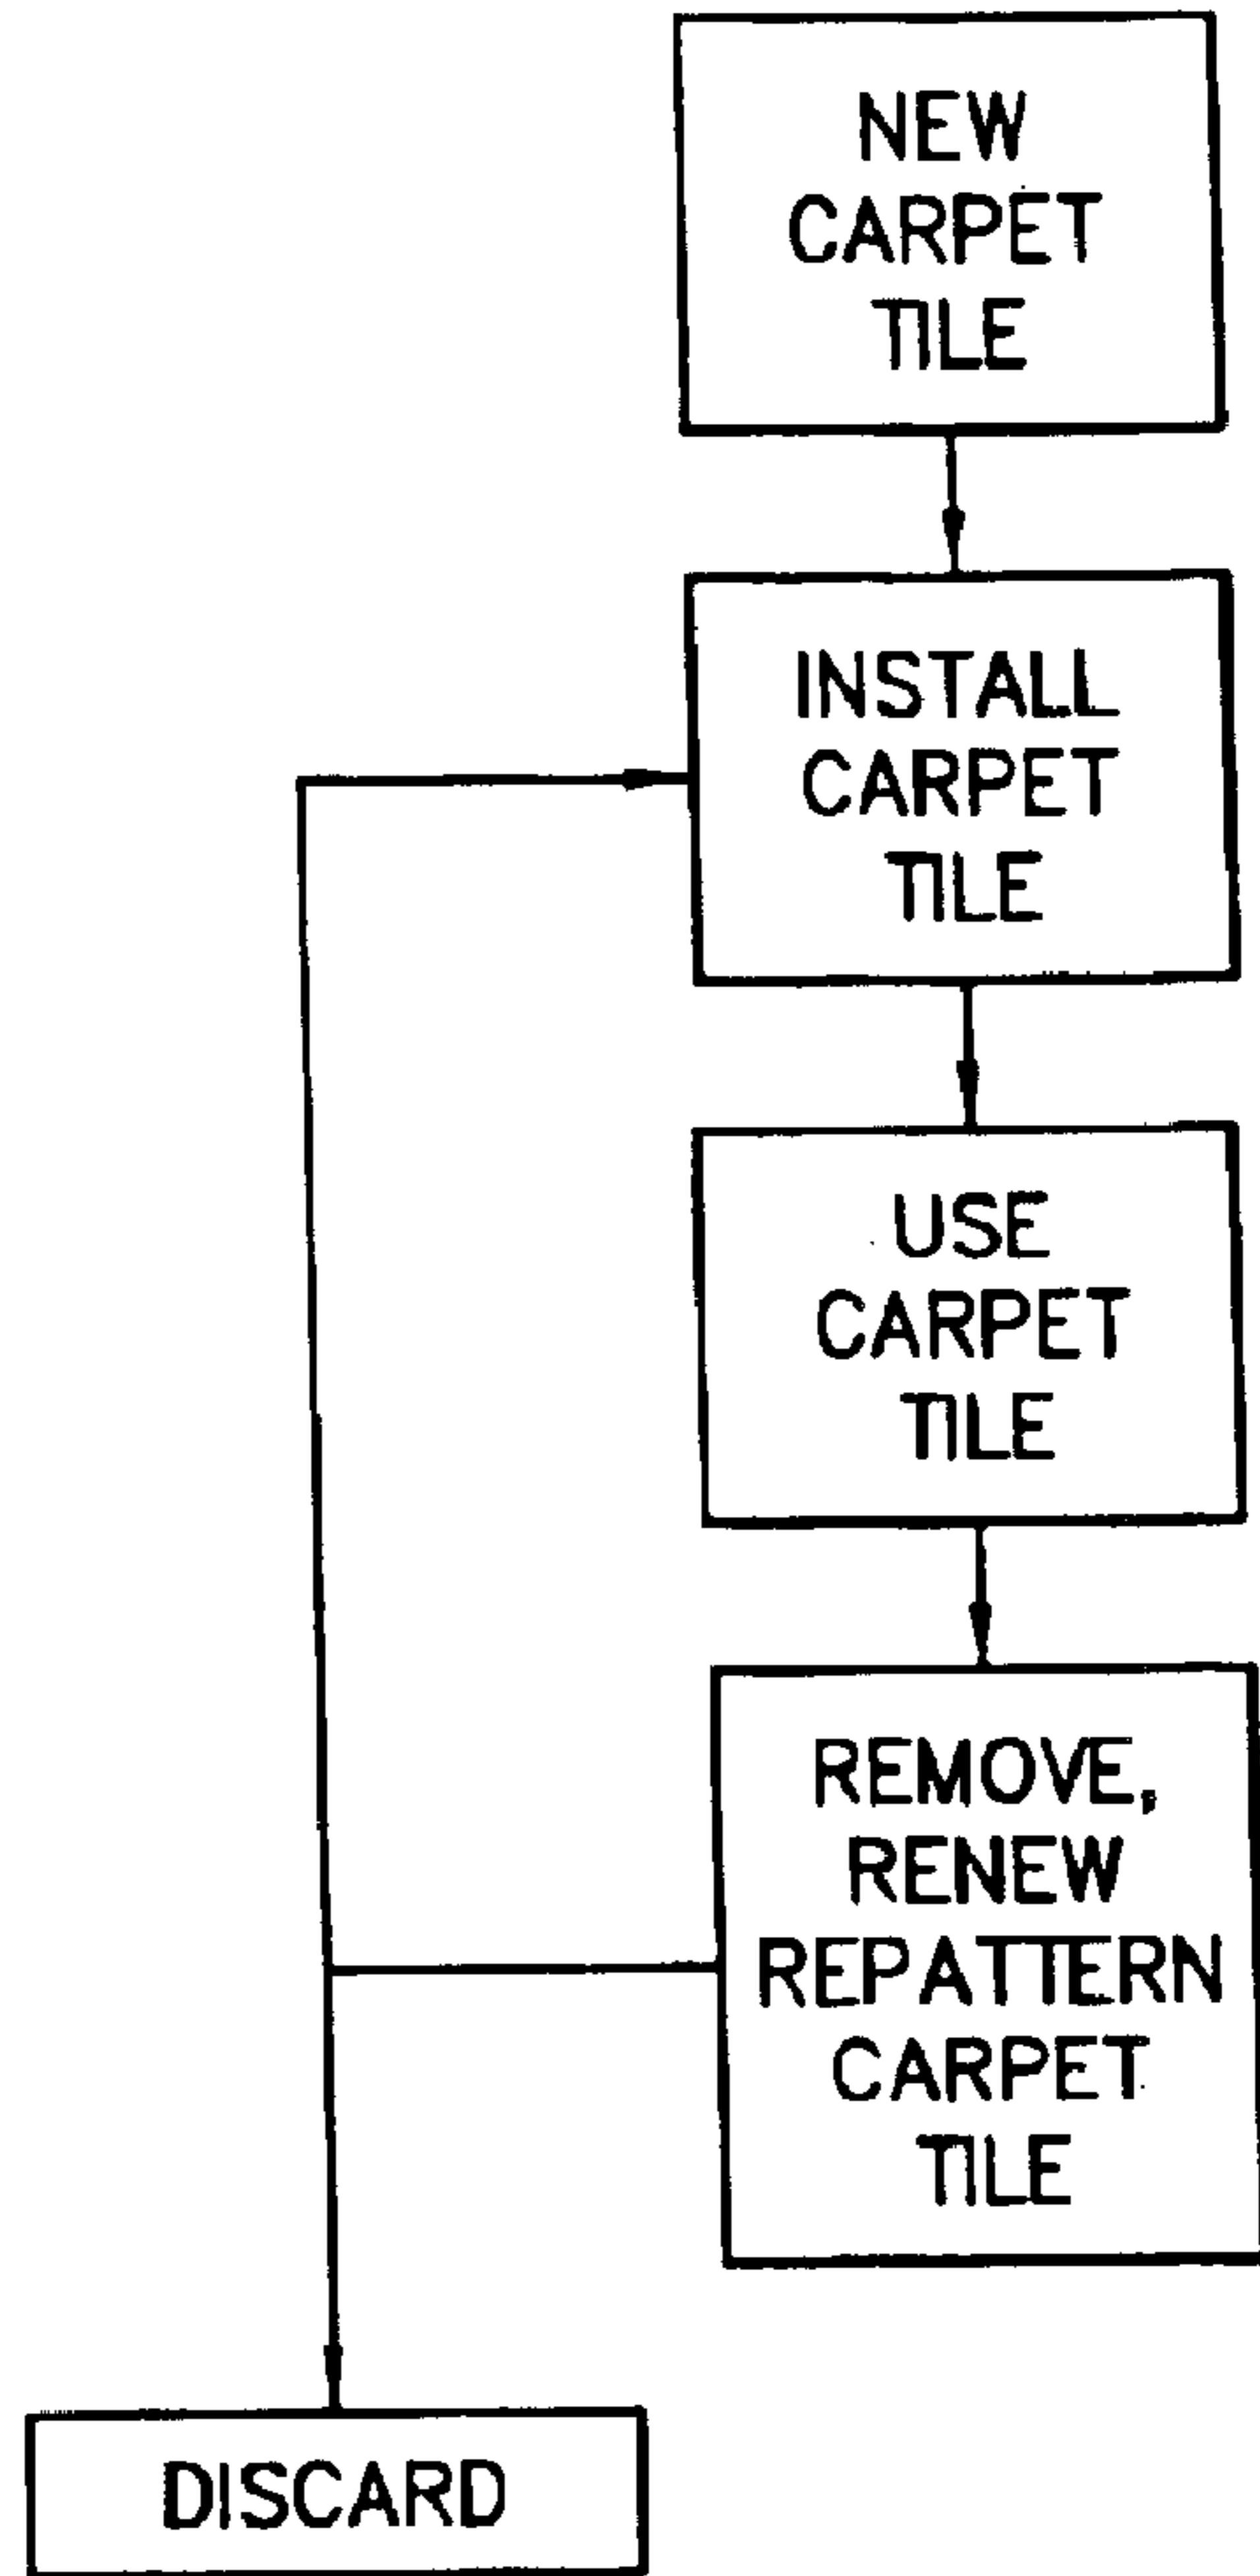 NEW
CARPET
TILE
INSTALL
CARPET
TILE
USE
CARPET
TILE
REMOVE,
RENEW
REPATTERN
CARPET
TILE
DISCARD